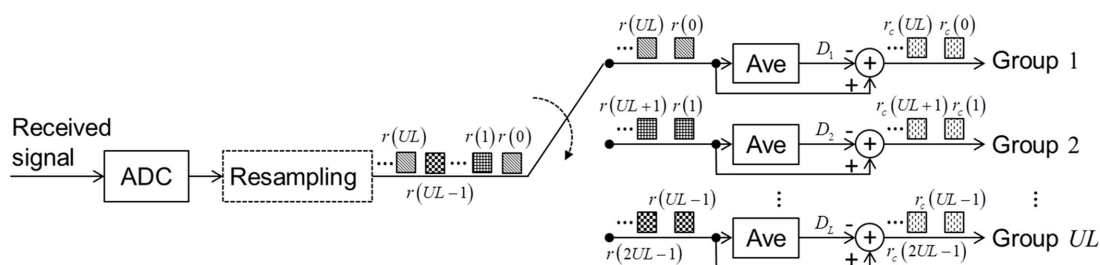 Received
signal
ADC
Resampling
... r(UL) ... r(1) r(0)
r(UL−1)
... r(UL) r(0)
Ave
D₁
-
+
+
... r_c(UL) r_c(0)
Group 1
... r(UL+1) r(1)
Ave
D₂
-
+
+
... r_c(UL+1) r_c(1)
Group 2
⋮
⋮
... r(UL−1)
r(2UL−1)
Ave
D_L
-
+
+
... r_c(UL−1)
r_c(2UL−1)
Group UL